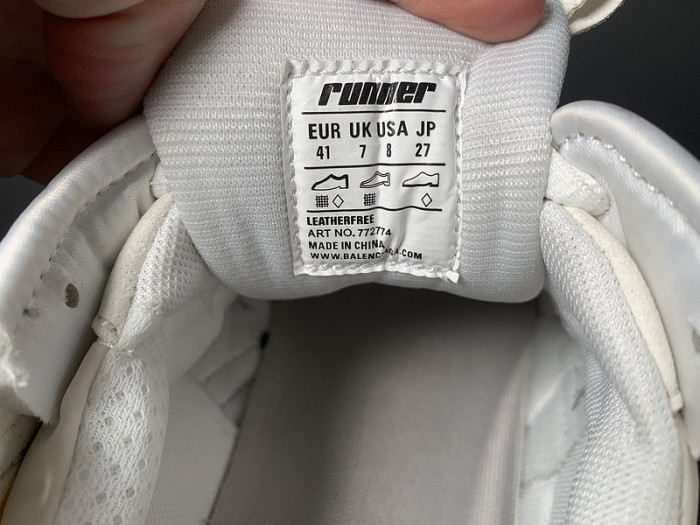 runner
EUR UK USA JP
41 7 8 27
LEATHERFREE
ART NO. 772774
MADE IN CHINA